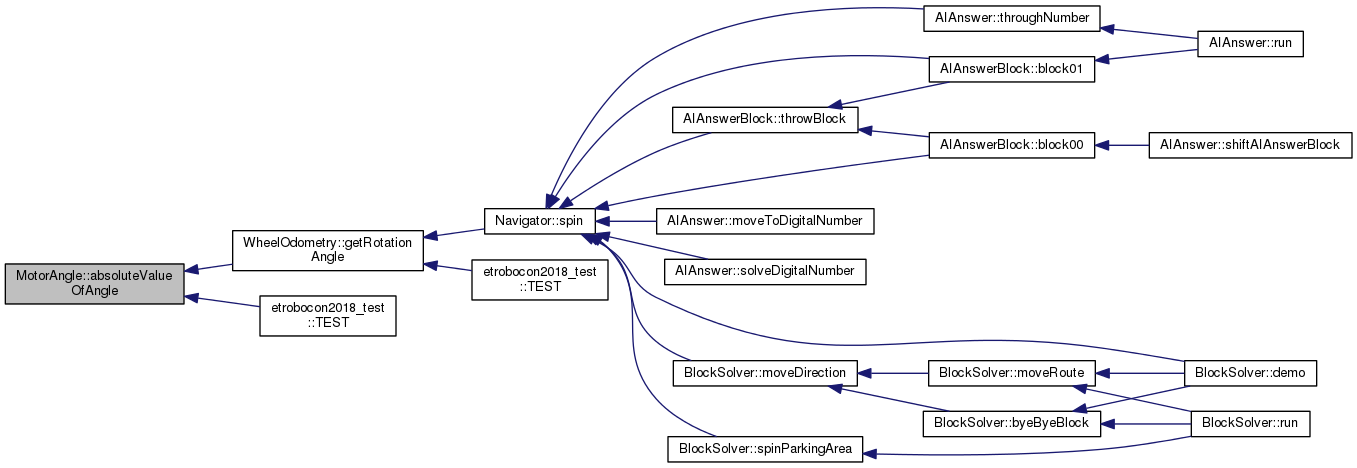 AIAnswer::throughNumber
AIAnswer::run
AIAnswerBlock::block01
AIAnswerBlock::throwBlock
AIAnswerBlock::block00
AIAnswer::shiftAIAnswerBlock
Navigator::spin
AIAnswer::moveToDigitalNumber
WheelOdometry::getRotation
Angle
AIAnswer::solveDigitalNumber
MotorAngle::absoluteValue
OfAngle
etrobocon2018_test
::TEST
etrobocon2018_test
::TEST
BlockSolver::moveDirection
BlockSolver::moveRoute
BlockSolver::demo
BlockSolver::byeByeBlock
BlockSolver::run
BlockSolver::spinParkingArea